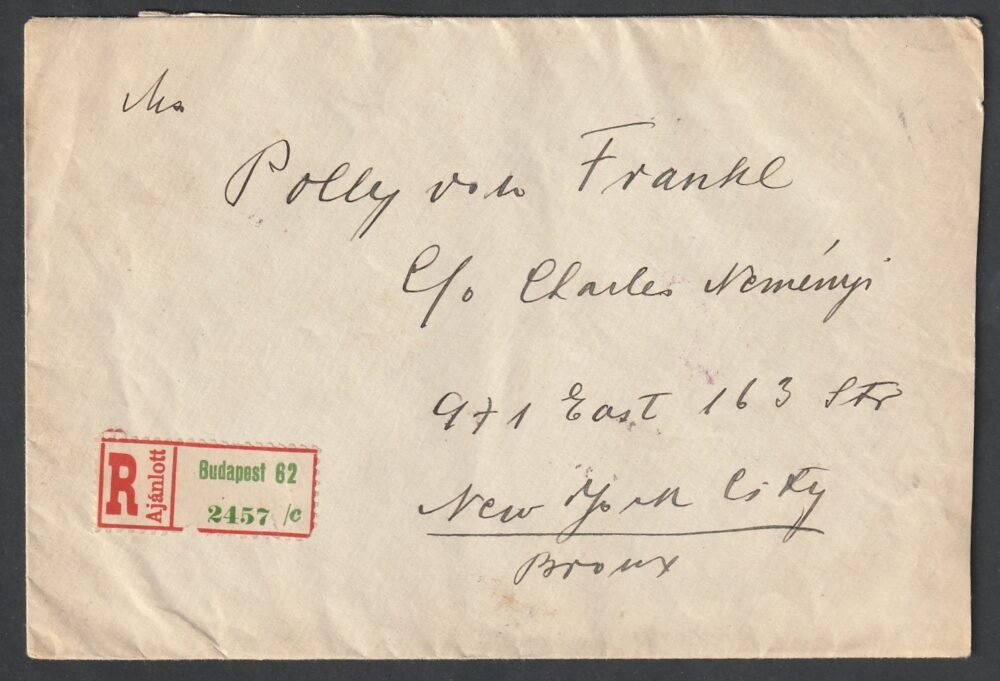 Ms
Polly von Frankl
C/o Charles Neményi
971 East 163 Str
New York City
Bronx
R
Ajánlott
Budapest 62
2457 /c